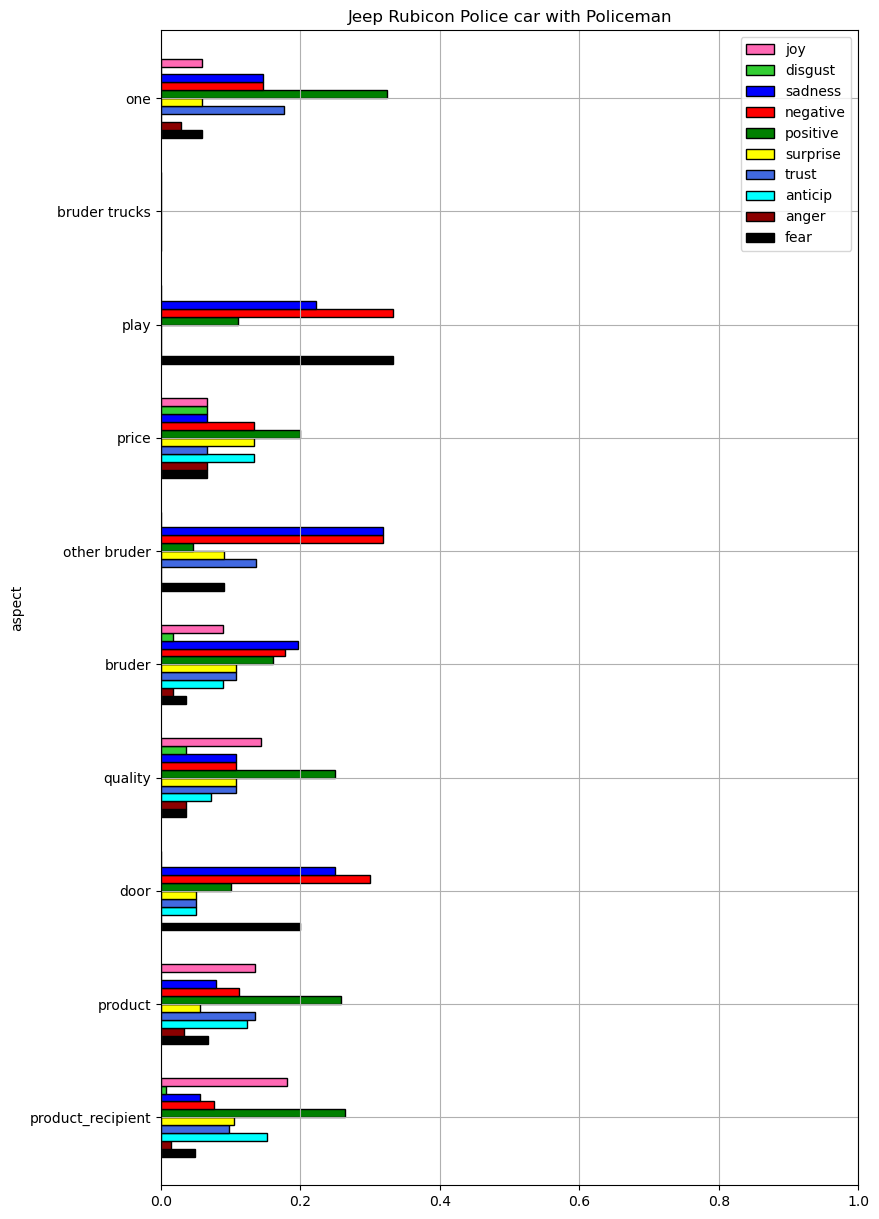 Jeep Rubicon Police car with Policeman
joy
disgust
sadness
negative
positive
surprise
trust
anticip
anger
fear
one
bruder trucks
play
price
other bruder
bruder
quality
door
product
product_recipient
aspect
0.0 0.2 0.4 0.6 0.8 1.0